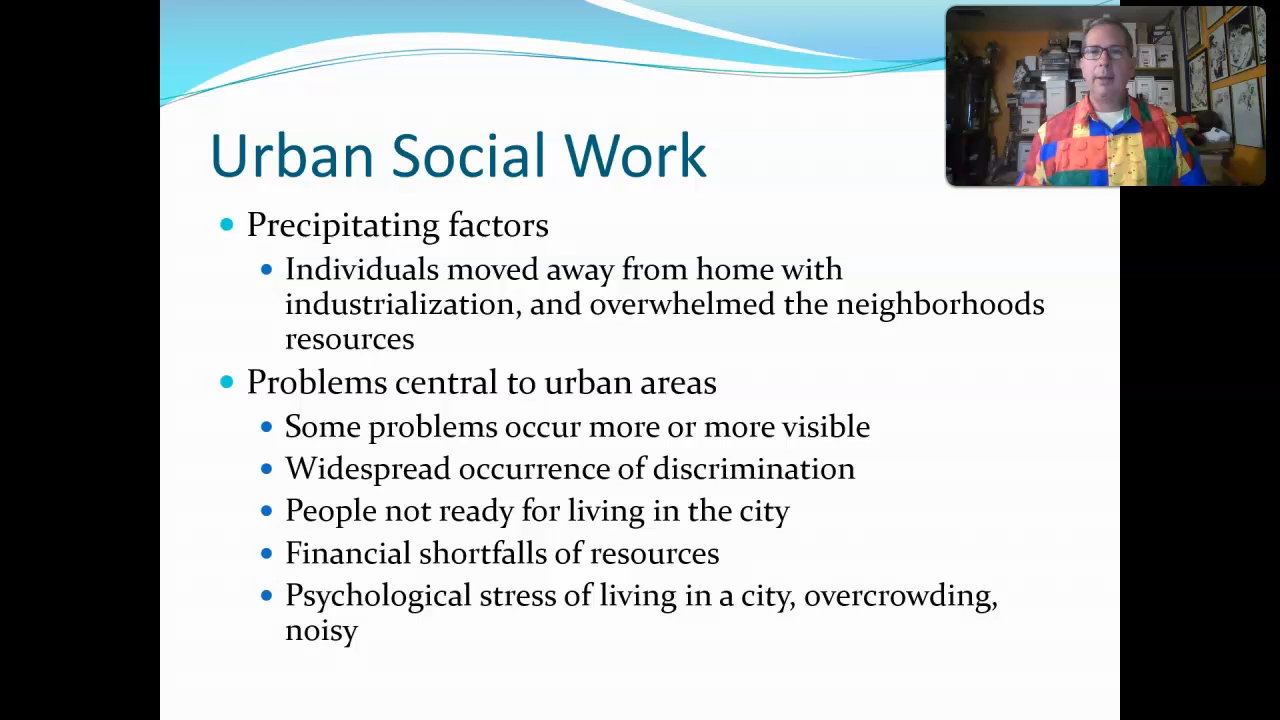 Urban Social Work
Precipitating factors
Individuals moved away from home with
industrialization, and overwhelmed the neighborhoods
resources
Problems central to urban areas
Some problems occur more or more visible
Widespread occurrence of discrimination
People not ready for living in the city
Financial shortfalls of resources
Psychological stress of living in a city, overcrowding,
noisy